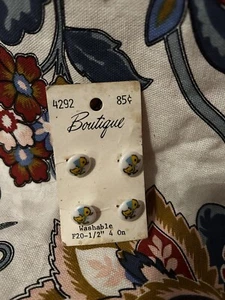 4292 85¢
Boutique
Washable
F20-1/2" 4 On